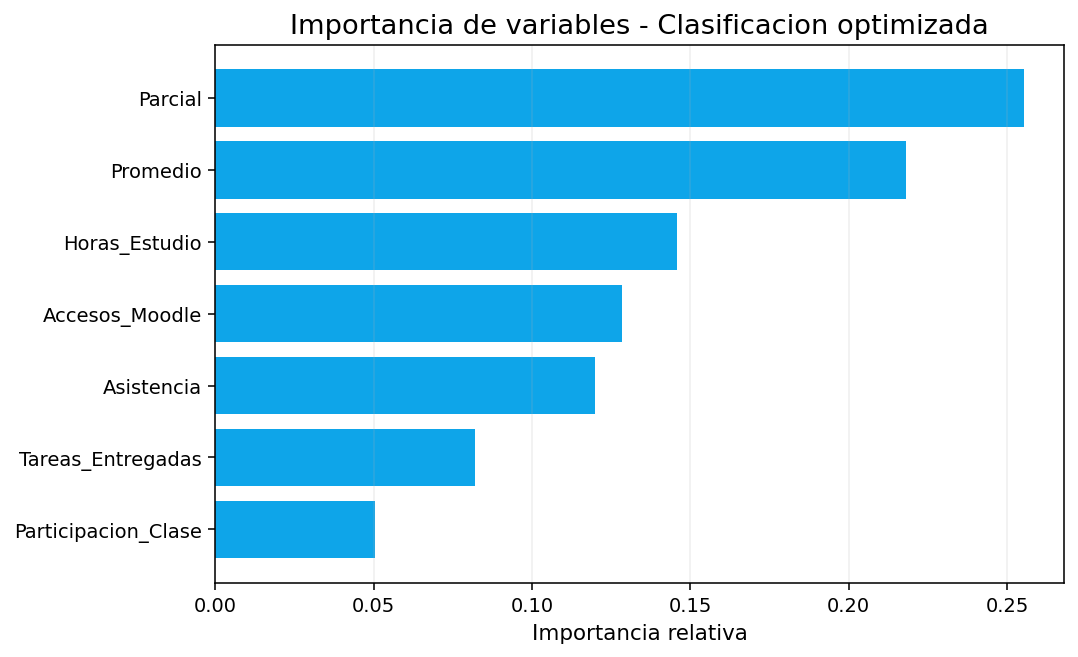 Importancia de variables - Clasificacion optimizada
Parcial
Promedio
Horas_Estudio
Accesos_Moodle
Asistencia
Tareas_Entregadas
Participacion_Clase
0.00 0.05 0.10 0.15 0.20 0.25
Importancia relativa